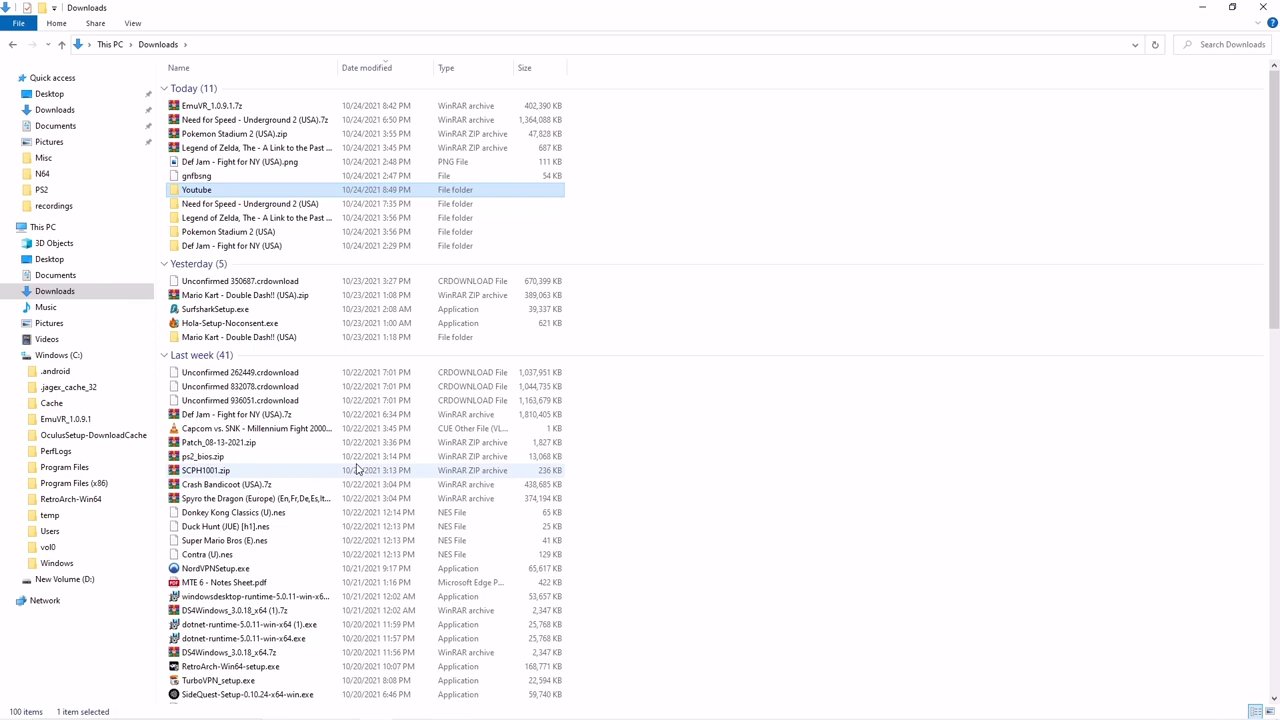 Downloads
File Home Share View
This PC Downloads
Search Downloads
Name Date modified Type Size
Quick access
Desktop
Downloads
Documents
Pictures
Misc
N64
PS2
recordings
This PC
3D Objects
Desktop
Documents
Downloads
Music
Pictures
Videos
Windows (C:)
.android
.jagex_cache_32
Cache
EmuVR_1.0.9.1
OculusSetup-DownloadCache
PerfLogs
Program Files
Program Files (x86)
RetroArch-Win64
temp
Users
vol0
Windows
New Volume (D:)
Network
Today (11)
EmuVR_1.0.9.1.7z 10/24/2021 8:42 PM WinRAR archive 402,390 KB
Need for Speed - Underground 2 (USA).7z 10/24/2021 6:50 PM WinRAR archive 1,364,088 KB
Pokemon Stadium 2 (USA).zip 10/24/2021 3:55 PM WinRAR ZIP archive 47,828 KB
Legend of Zelda, The - A Link to the Past ... 10/24/2021 3:45 PM WinRAR ZIP archive 687 KB
Def Jam - Fight for NY (USA).png 10/24/2021 2:48 PM PNG File 111 KB
gnfbsng 10/24/2021 2:47 PM File 54 KB
Youtube 10/24/2021 8:49 PM File folder
Need for Speed - Underground 2 (USA) 10/24/2021 7:35 PM File folder
Legend of Zelda, The - A Link to the Past ... 10/24/2021 3:56 PM File folder
Pokemon Stadium 2 (USA) 10/24/2021 3:56 PM File folder
Def Jam - Fight for NY (USA) 10/24/2021 2:29 PM File folder
Yesterday (5)
Unconfirmed 350687.crdownload 10/23/2021 3:27 PM CRDOWNLOAD File 670,399 KB
Mario Kart - Double Dash!! (USA).zip 10/23/2021 1:08 PM WinRAR ZIP archive 389,063 KB
SurfsharkSetup.exe 10/23/2021 2:08 AM Application 39,337 KB
Hola-Setup-Noconsent.exe 10/23/2021 1:00 AM Application 621 KB
Mario Kart - Double Dash!! (USA) 10/23/2021 1:18 PM File folder
Last week (41)
Unconfirmed 262449.crdownload 10/22/2021 7:01 PM CRDOWNLOAD File 1,037,951 KB
Unconfirmed 832078.crdownload 10/22/2021 7:01 PM CRDOWNLOAD File 1,044,735 KB
Unconfirmed 936051.crdownload 10/22/2021 7:01 PM CRDOWNLOAD File 1,163,679 KB
Def Jam - Fight for NY (USA).7z 10/22/2021 6:34 PM WinRAR archive 1,810,405 KB
Capcom vs. SNK - Millennium Fight 2000... 10/22/2021 3:45 PM CUE Other File (VL... 1 KB
Patch_08-13-2021.zip 10/22/2021 3:36 PM WinRAR ZIP archive 1,827 KB
ps2_bios.zip 10/22/2021 3:14 PM WinRAR ZIP archive 13,068 KB
SCPH1001.zip 3:13 PM WinRAR ZIP archive 236 KB
Crash Bandicoot (USA).7z 10/22/2021 3:04 PM WinRAR archive 438,685 KB
Spyro the Dragon (Europe) (En,Fr,De,Es,It... 10/22/2021 3:04 PM WinRAR archive 374,194 KB
Donkey Kong Classics (U).nes 10/22/2021 12:14 PM NES File 65 KB
Duck Hunt (JUE) [h1].nes 10/22/2021 12:13 PM NES File 25 KB
Super Mario Bros (E).nes 10/22/2021 12:13 PM NES File 41 KB
Contra (U).nes 10/22/2021 12:13 PM NES File 129 KB
NordVPNSetup.exe 10/21/2021 9:17 PM Application 65,617 KB
MTE 6 - Notes Sheet.pdf 10/21/2021 1:16 PM Microsoft Edge P... 422 KB
windowsdesktop-runtime-5.0.11-win-x6... 10/21/2021 12:02 AM Application 53,657 KB
DS4Windows_3.0.18_x64 (1).7z 10/21/2021 12:02 AM WinRAR archive 2,347 KB
dotnet-runtime-5.0.11-win-x64 (1).exe 10/20/2021 11:59 PM Application 25,768 KB
dotnet-runtime-5.0.11-win-x64.exe 10/20/2021 11:57 PM Application 25,768 KB
DS4Windows_3.0.18_x64.7z 10/20/2021 11:56 PM WinRAR archive 2,347 KB
RetroArch-Win64-setup.exe 10/20/2021 10:07 PM Application 168,771 KB
TurboVPN_setup.exe 10/20/2021 8:08 PM Application 22,594 KB
SideQuest-Setup-0.10.24-x64-win.exe 10/20/2021 6:46 PM Application 59,740 KB
100 items 1 item selected